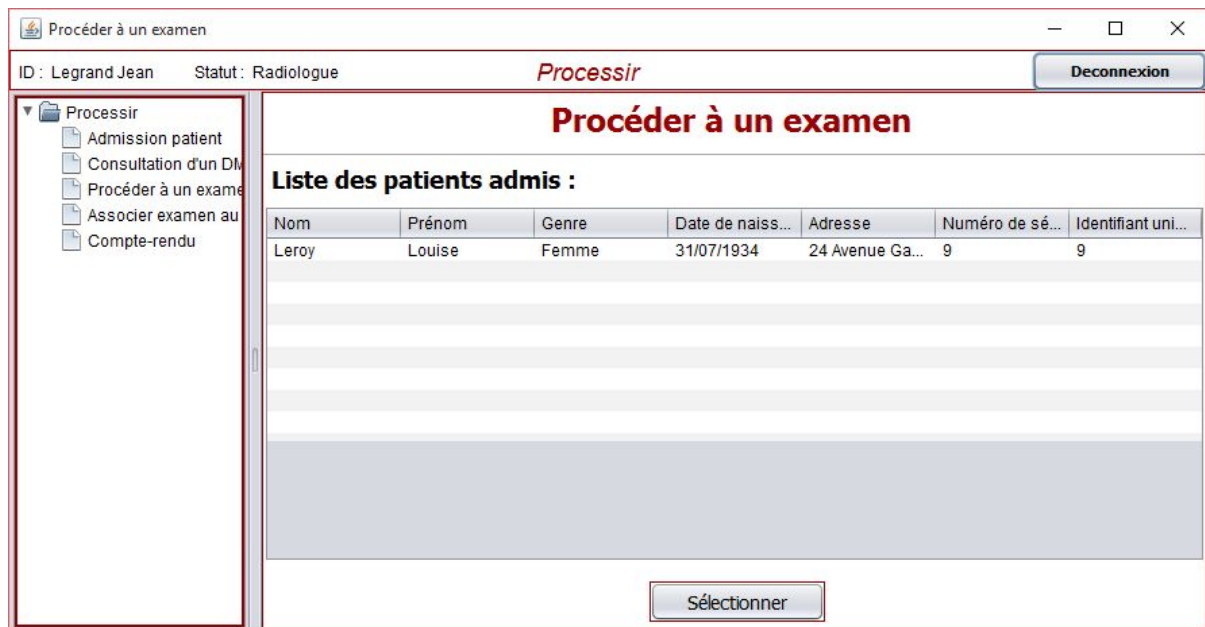 Procéder à un examen
ID : Legrand Jean Statut : Radiologue Processir Deconnexion
Processir
Admission patient
Consultation d'un DM
Procéder à un exame
Associer examen au
Compte-rendu
Procéder à un examen
Liste des patients admis :
Nom Prénom Genre Date de naiss... Adresse Numéro de sé... Identifiant uni...
Leroy Louise Femme 31/07/1934 24 Avenue Ga... 9 9
Sélectionner